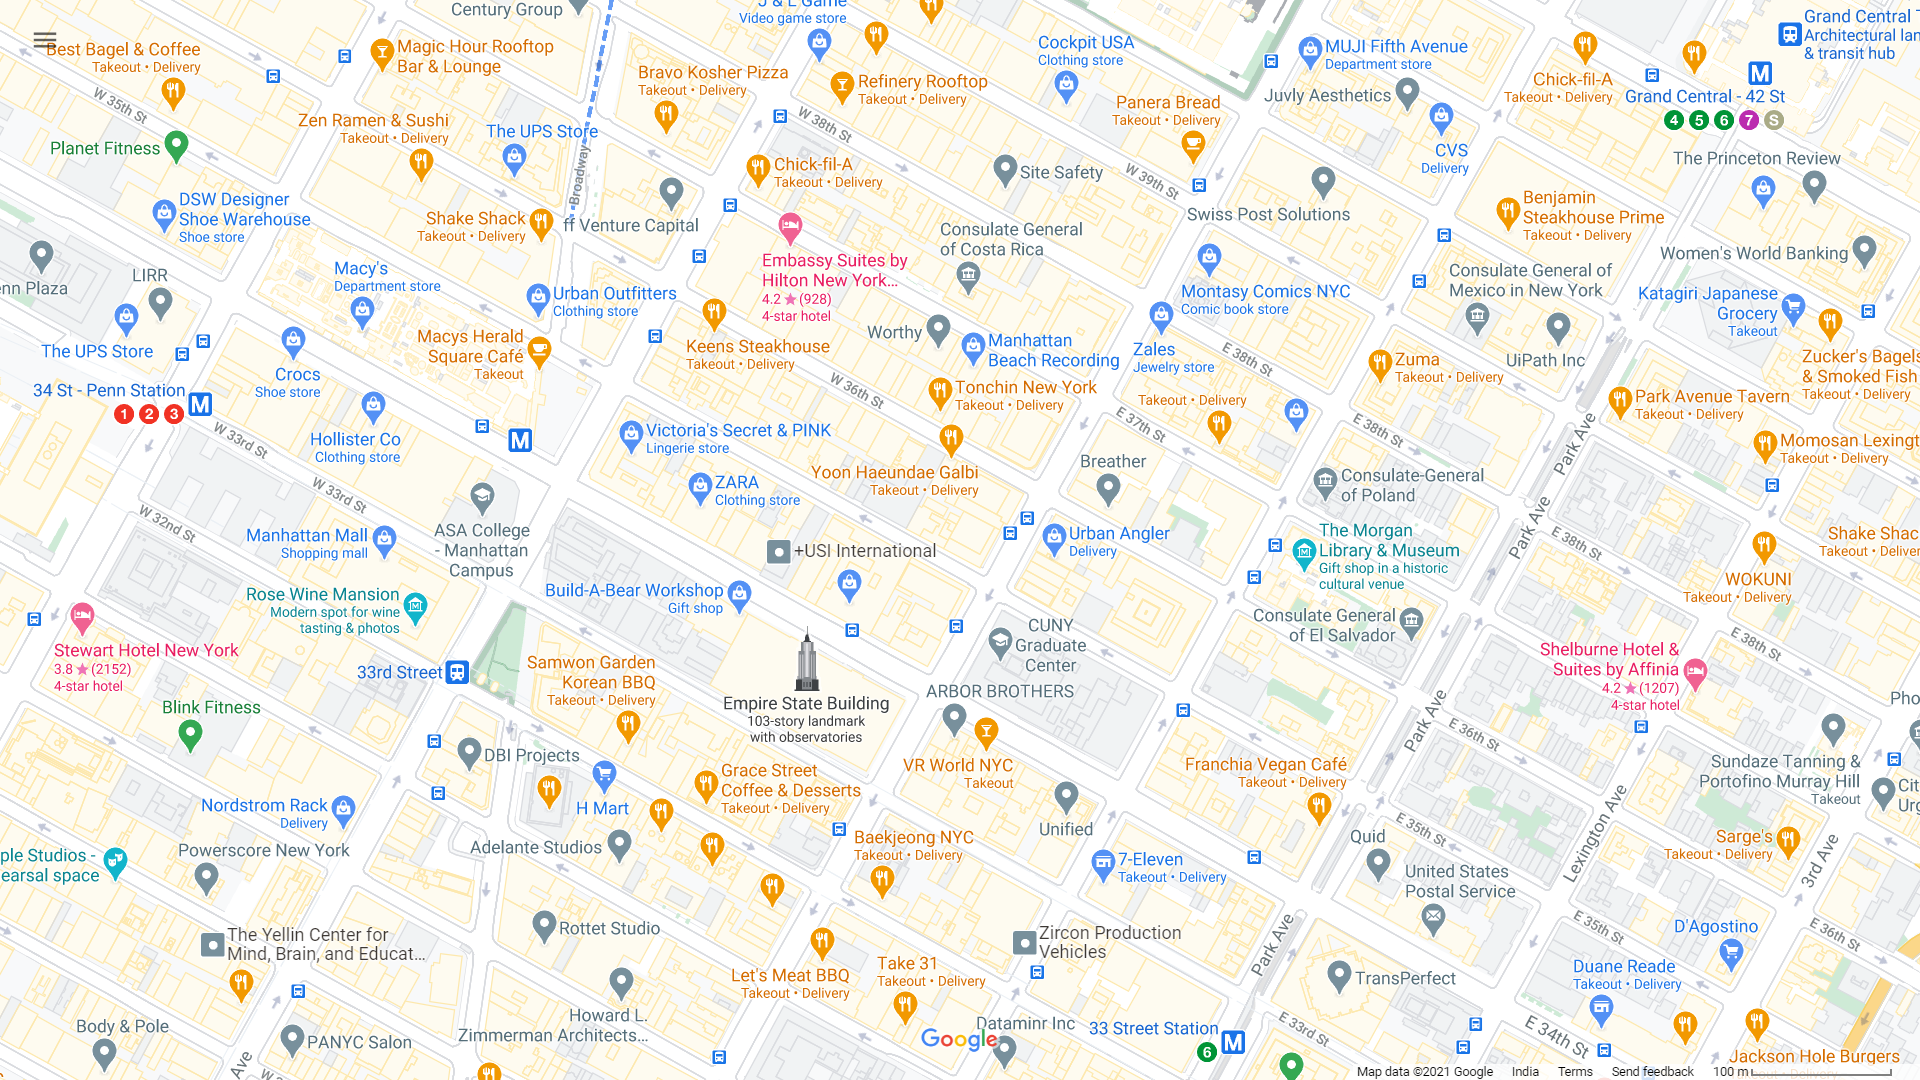 Century Group
J & L Game
Video game store
Grand Central T
Architectural lan
& transit hub
Best Bagel & Coffee
Takeout • Delivery
Magic Hour Rooftop
Bar & Lounge
Bravo Kosher Pizza
Takeout • Delivery
Refinery Rooftop
Takeout • Delivery
Cockpit USA
Clothing store
MUJI Fifth Avenue
Department store
Juvly Aesthetics
Chick-fil-A
Takeout • Delivery
M
Grand Central - 42 St
4 5 6 7 S
W 35th St
Zen Ramen & Sushi
Takeout • Delivery
The UPS Store
W 38th St
Panera Bread
Takeout • Delivery
CVS
Delivery
Planet Fitness
Broadway
Chick-fil-A
Takeout • Delivery
Site Safety
W 39th St
The Princeton Review
DSW Designer
Shoe Warehouse
Shoe store
Shake Shack
Takeout • Delivery
ff Venture Capital
Swiss Post Solutions
Benjamin
Steakhouse Prime
Takeout • Delivery
Consulate General
of Costa Rica
Women's World Banking
enn Plaza
LIRR
Macy's
Department store
Urban Outfitters
Clothing store
Embassy Suites by
Hilton New York...
4.2 ★ (928)
4-star hotel
Montasy Comics NYC
Comic book store
Consulate General of
Mexico in New York
Katagiri Japanese
Grocery
Takeout
The UPS Store
Macys Herald
Square Café
Takeout
Keens Steakhouse
Takeout • Delivery
Worthy
Manhattan
Beach Recording
Zales
Jewelry store
E 38th St
Zuma
Takeout • Delivery
UiPath Inc
Zucker's Bagels
& Smoked Fish
Takeout • Delivery
Crocs
Shoe store
34 St - Penn Station
M
1 2 3
W 36th St
Tonchin New York
Takeout • Delivery
Takeout • Delivery
E 37th St
E 38th St
Park Ave
Park Avenue Tavern
Takeout • Delivery
W 33rd St
Hollister Co
Clothing store
M
Victoria's Secret & PINK
Lingerie store
Momosan Lexingt
Takeout • Delivery
Yoon Haeundae Galbi
Takeout • Delivery
Breather
Consulate-General
of Poland
W 33rd St
ZARA
Clothing store
Park Ave
W 32nd St
Manhattan Mall
Shopping mall
ASA College
- Manhattan
Campus
+USI International
Urban Angler
Delivery
The Morgan
Library & Museum
Gift shop in a historic
cultural venue
E 38th St
Shake Shac
Takeout • Deliver
WOKUNI
Takeout • Delivery
Rose Wine Mansion
Modern spot for wine
tasting & photos
Build-A-Bear Workshop
Gift shop
Consulate General
of El Salvador
E 38th St
Stewart Hotel New York
3.8 ★ (2152)
4-star hotel
33rd Street
Samwon Garden
Korean BBQ
Takeout • Delivery
CUNY
Graduate
Center
Shelburne Hotel &
Suites by Affinia
4.2 ★ (1207)
4-star hotel
Empire State Building
103-story landmark
with observatories
ARBOR BROTHERS
Park Ave
E 36th St
Pho
Blink Fitness
DBI Projects
VR World NYC
Takeout
Franchia Vegan Café
Takeout • Delivery
Sundaze Tanning &
Portofino Murray Hill
Takeout
Cit
Urg
Grace Street
Coffee & Desserts
Takeout • Delivery
H Mart
Nordstrom Rack
Delivery
Unified
E 35th St
Lexington Ave
Quid
Sarge's
Takeout • Delivery
3rd Ave
ple Studios -
earsal space
Powerscore New York
Adelante Studios
Baekjeong NYC
Takeout • Delivery
7-Eleven
Takeout • Delivery
United States
Postal Service
E 35th St
E 36th St
The Yellin Center for
Mind, Brain, and Educat...
Rottet Studio
Zircon Production
Vehicles
Park Ave
D'Agostino
Let's Meat BBQ
Takeout • Delivery
Take 31
Takeout • Delivery
TransPerfect
Duane Reade
Takeout • Delivery
Body & Pole
PANYC Salon
Ave
W 3
Howard L.
Zimmerman Architects...
Google
Dataminr Inc
33 Street Station
M
6
E 33rd St
E 34th St
Jackson Hole Burgers
Takeout • Delivery
Map data ©2021 Google India Terms Send feedback 100 m